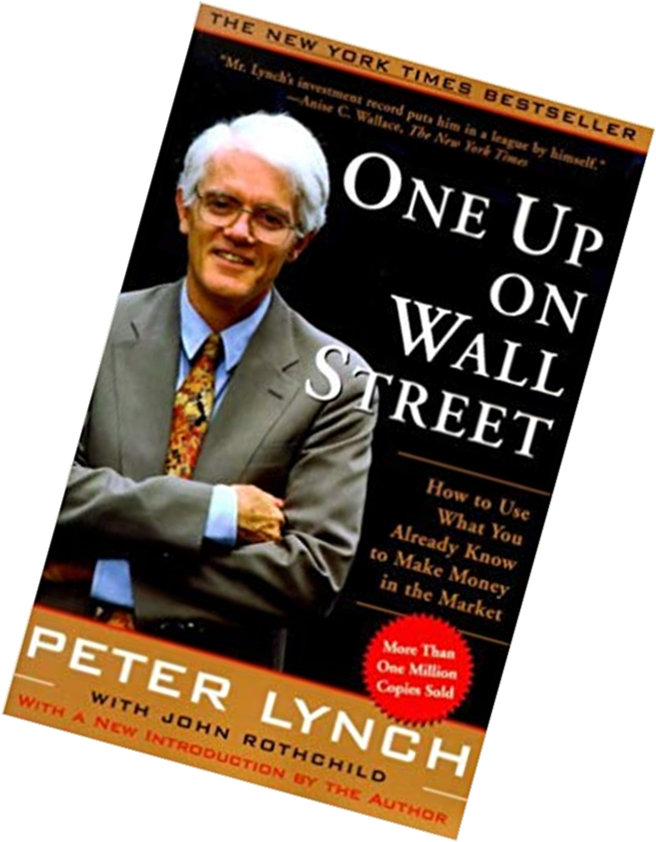 THE NEW YORK TIMES BESTSELLER
"Mr. Lynch's investment record puts him in a league by himself."
—Anise C. Wallace, The New York Times
ONE UP
ON
WALL
STREET
How to Use
What You
Already Know
to Make Money
in the Market
More Than
One Million
Copies Sold
PETER LYNCH
WITH JOHN ROTHCHILD
WITH A NEW INTRODUCTION BY THE AUTHOR